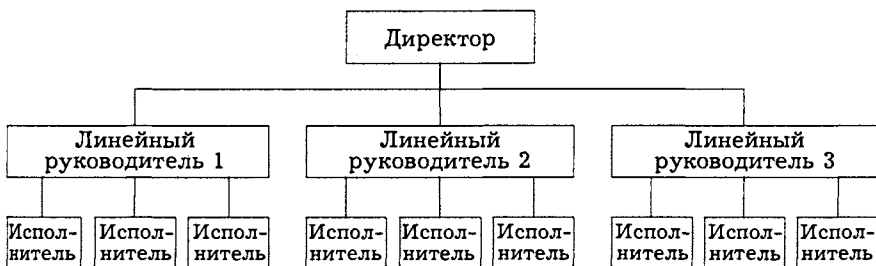 Директор
Линейный
руководитель 1
Линейный
руководитель 2
Линейный
руководитель 3
Испол-
нитель
Испол-
нитель
Испол-
нитель
Испол-
нитель
Испол-
нитель
Испол-
нитель
Испол-
нитель
Испол-
нитель
Испол-
нитель